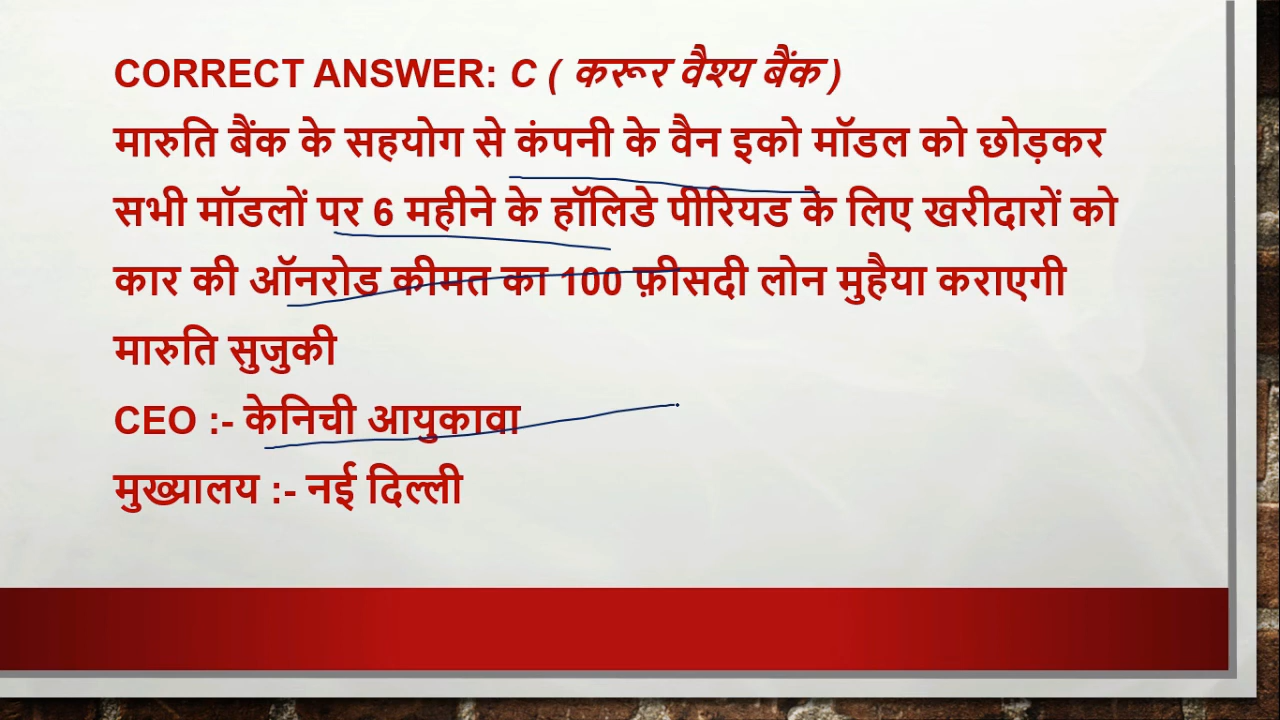 CORRECT ANSWER: C ( करूर वैश्य बैंक )
मारुति बैंक के सहयोग से कंपनी के वैन इको मॉडल को छोड़कर
सभी मॉडलों पर 6 महीने के हॉलिडे पीरियड के लिए खरीदारों को
कार की ऑनरोड कीमत का 100 फ़ीसदी लोन मुहैया कराएगी
मारुति सुजुकी
CEO :- केनिची आयुकावा
मुख्यालय :- नई दिल्ली